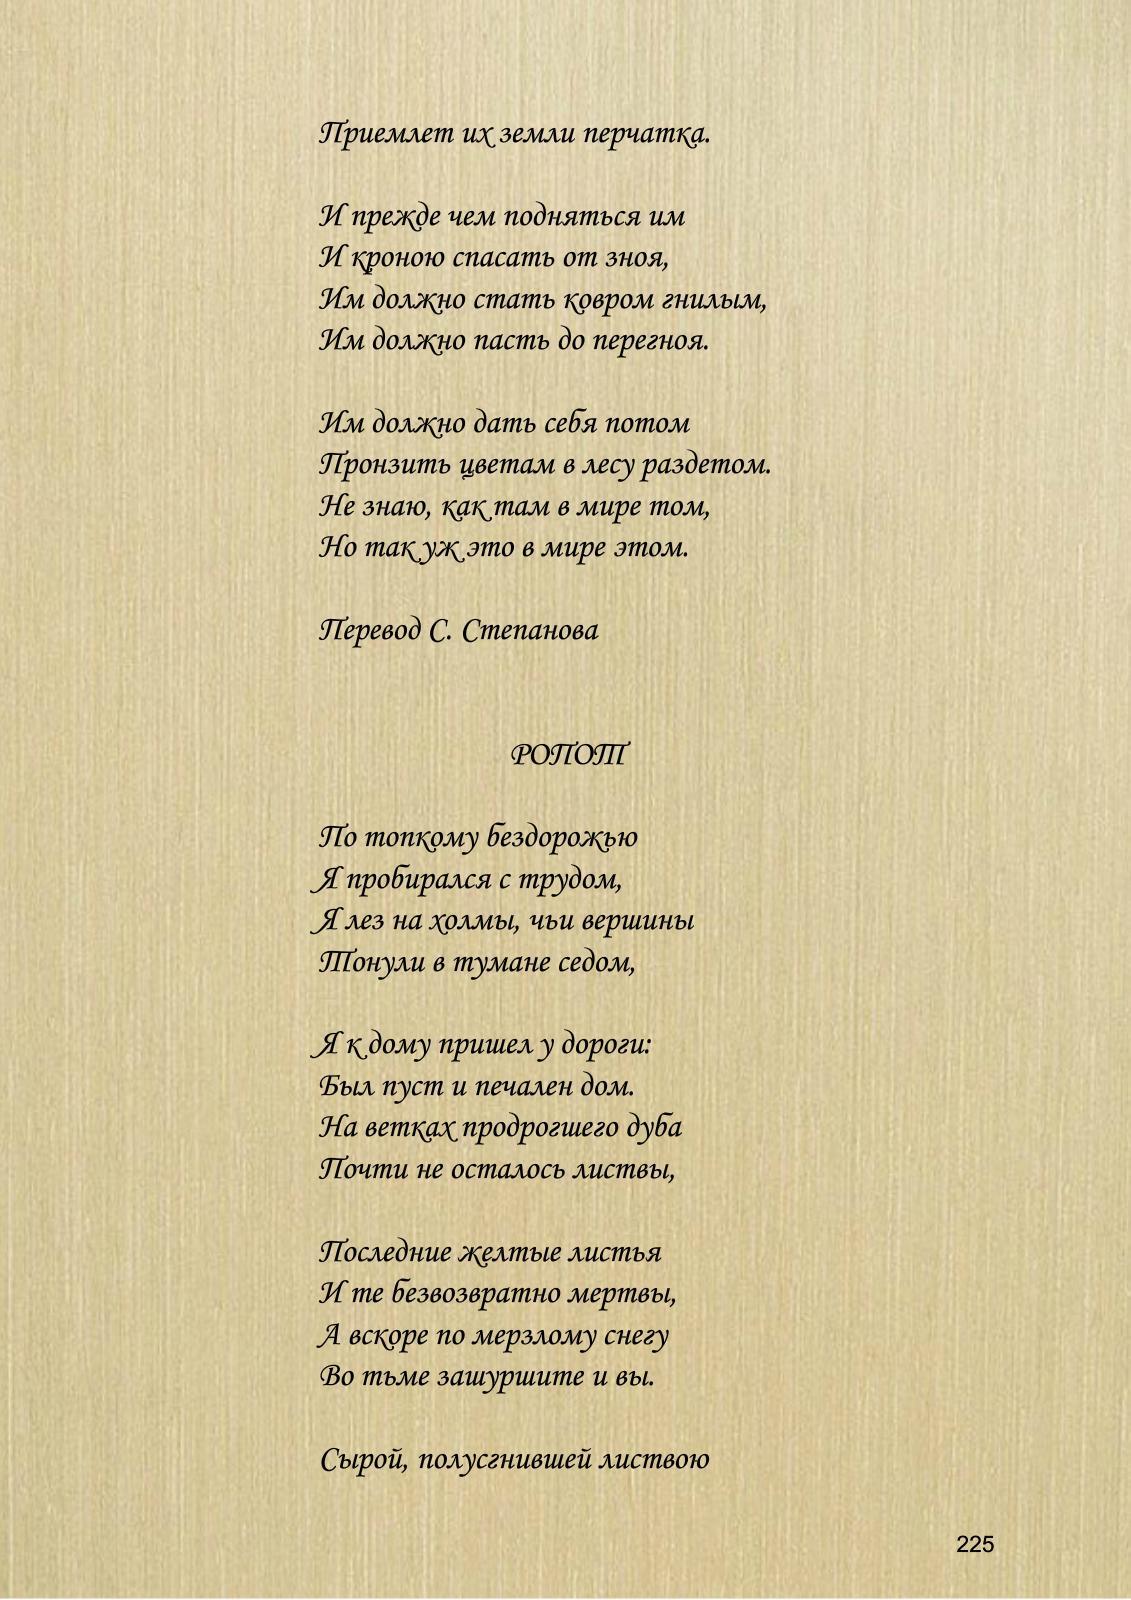 Приемлет их земли перчатка.
И прежде чем подняться им
И кроною спасать от зноя,
Им должно стать ковром гнилым,
Им должно пасть до перегноя.
Им должно дать себя потом
Пронзить цветам в лесу раздетом.
Не знаю, как там в мире том,
Но так уж это в мире этом.
Перевод С. Степанова
РОПОТ
По топкому бездорожью
Я пробирался с трудом,
Я лез на холмы, чьи вершины
Тонули в тумане седом,
Я к дому пришел у дороги:
Был пуст и печален дом.
На ветках продрогшего дуба
Почти не осталось листвы,
Последние желтые листья
И те безвозвратно мертвы,
А вскоре по мерзлому снегу
Во тьме зашуршите и вы.
Сырой, полусгнившей листвою
225